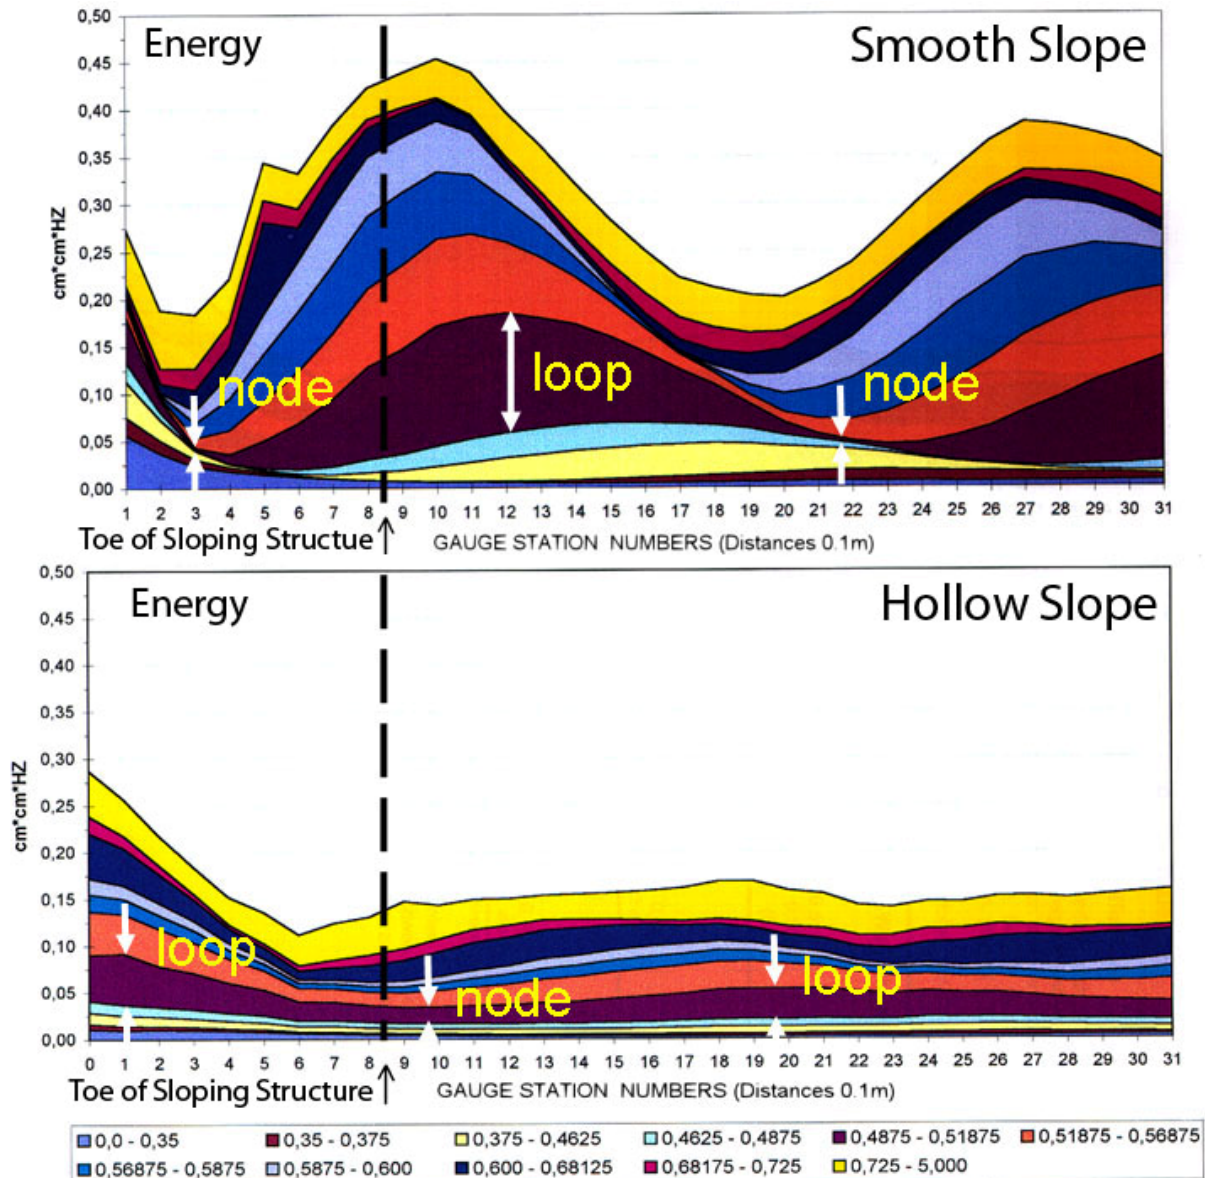 0,50
Energy
Smooth Slope
0,45
0,40
0,35
0,30
cm*cm*HZ
0,25
0,20
0,15
loop
node
node
0,10
0,05
0,00
1 2 3 4 5 6 7 8 9 10 11 12 13 14 15 16 17 18 19 20 21 22 23 24 25 26 27 28 29 30 31
Toe of Sloping Structue
GAUGE STATION NUMBERS (Distances 0.1m)
0,50
Energy
Hollow Slope
0,45
0,40
0,35
0,30
cm*cm*HZ
0,25
0,20
0,15
0,10
loop
loop
0,05
node
0,00
0 1 2 3 4 5 6 7 8 9 10 11 12 13 14 15 16 17 18 19 20 21 22 23 24 25 26 27 28 29 30 31
Toe of Sloping Structure
GAUGE STATION NUMBERS (Distances 0.1m)
0,0 - 0,35 0,35 - 0,375 0,375 - 0,4625 0,4625 - 0,4875 0,4875 - 0,51875 0,51875 - 0,56875
0,56875 - 0,5875 0,5875 - 0,600 0,600 - 0,68125 0,68175 - 0,725 0,725 - 5,000